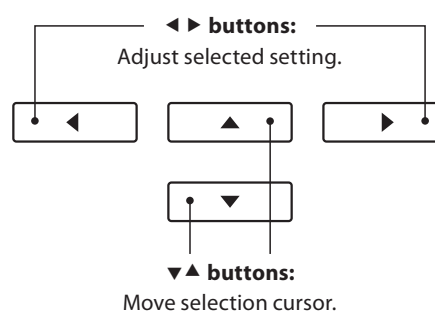 ◀ ▶ buttons:
Adjust selected setting.
◀ ▲ ▶
▼
▼▲ buttons:
Move selection cursor.